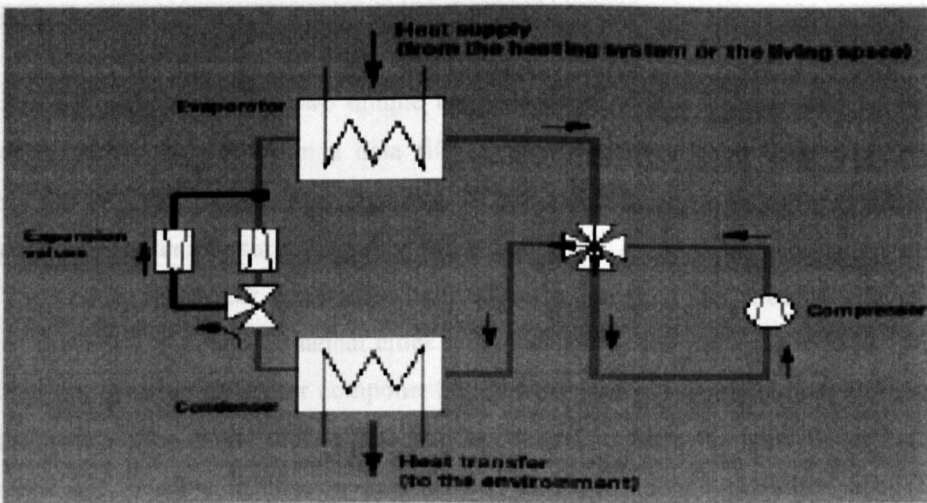 Heat supply
(from the heating system or the living space)
Evaporator
Expansion
valves
Compressor
Condenser
Heat transfer
(to the environment)